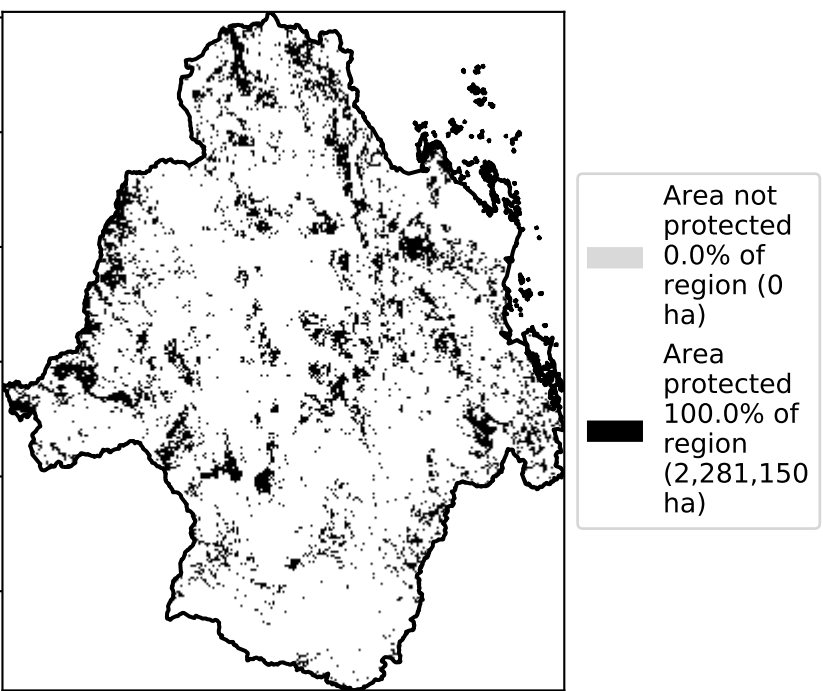 Area not
protected
0.0% of
region (0
ha)
Area
protected
100.0% of
region
(2,281,150
ha)